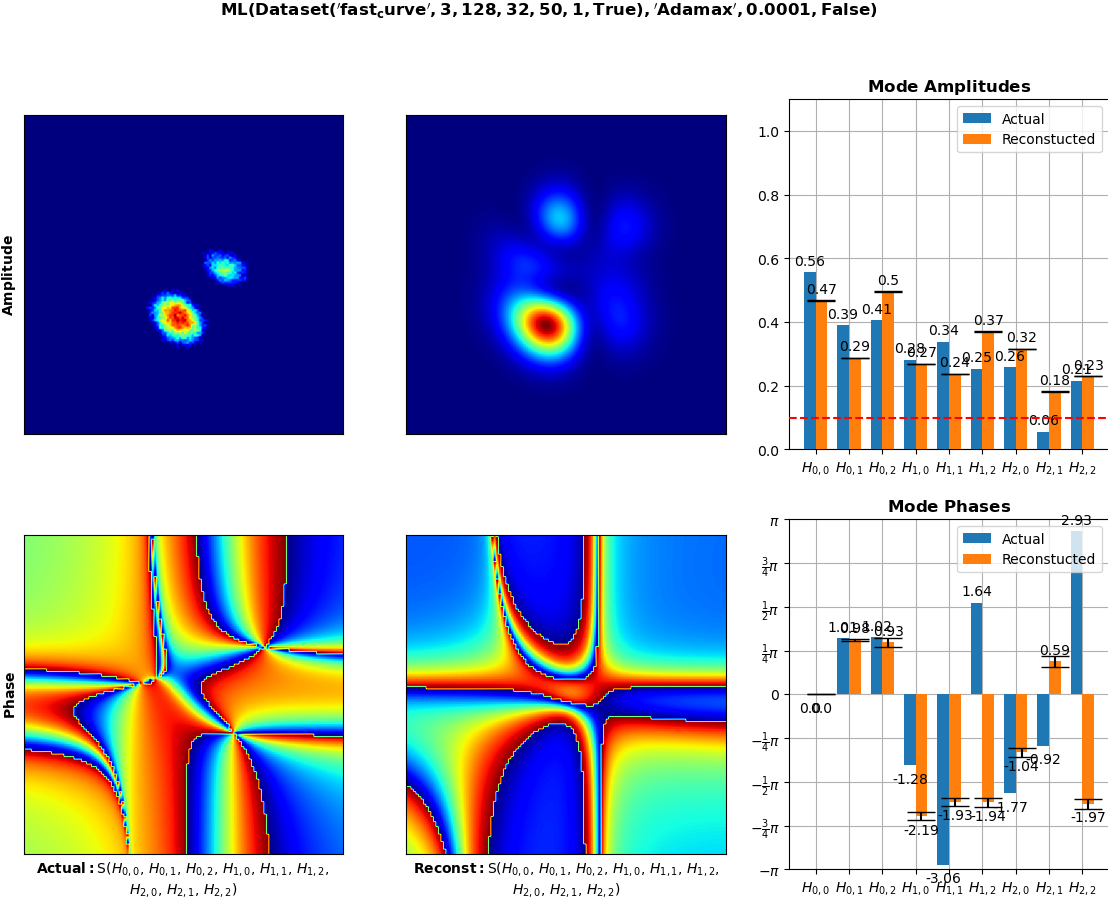 ML(Dataset(′fast_curve′, 3, 128, 32, 50, 1, True), ′Adamax′, 0.0001, False)
Amplitude
Mode Amplitudes
Actual
Reconstucted
1.0
0.8
0.6
0.4
0.2
0.0
0.56
0.47
0.39
0.29
0.41
0.5
0.28
0.27
0.34
0.24
0.25
0.37
0.26
0.32
0.06
0.18
0.21
0.23
H0,0 H0,1 H0,2 H1,0 H1,1 H1,2 H2,0 H2,1 H2,2
Phase
Actual: S(H0,0, H0,1, H0,2, H1,0, H1,1, H1,2,
H2,0, H2,1, H2,2)
Reconst: S(H0,0, H0,1, H0,2, H1,0, H1,1, H1,2,
H2,0, H2,1, H2,2)
Mode Phases
Actual
Reconstucted
π
3/4π
1/2π
1/4π
0
−1/4π
−1/2π
−3/4π
−π
0.0
0.0
1.01
0.98
1.02
0.93
-1.28
-2.19
-3.06
-1.93
1.64
-1.94
-1.77
-1.04
-0.92
0.59
2.93
-1.97
H0,0 H0,1 H0,2 H1,0 H1,1 H1,2 H2,0 H2,1 H2,2